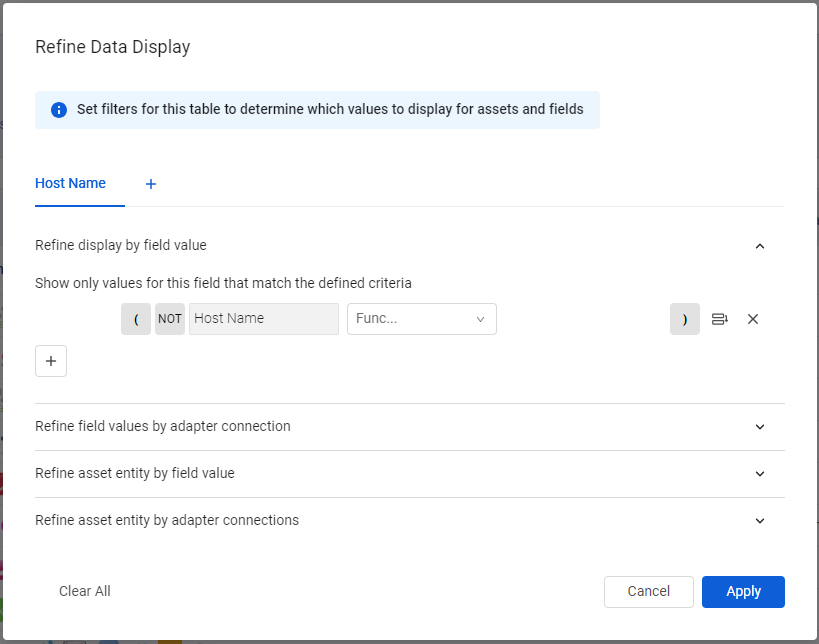 Refine Data Display
Set filters for this table to determine which values to display for assets and fields
Host Name +
Refine display by field value
Show only values for this field that match the defined criteria
( NOT Host Name Func... )
+
Refine field values by adapter connection
Refine asset entity by field value
Refine asset entity by adapter connections
Clear All Cancel Apply